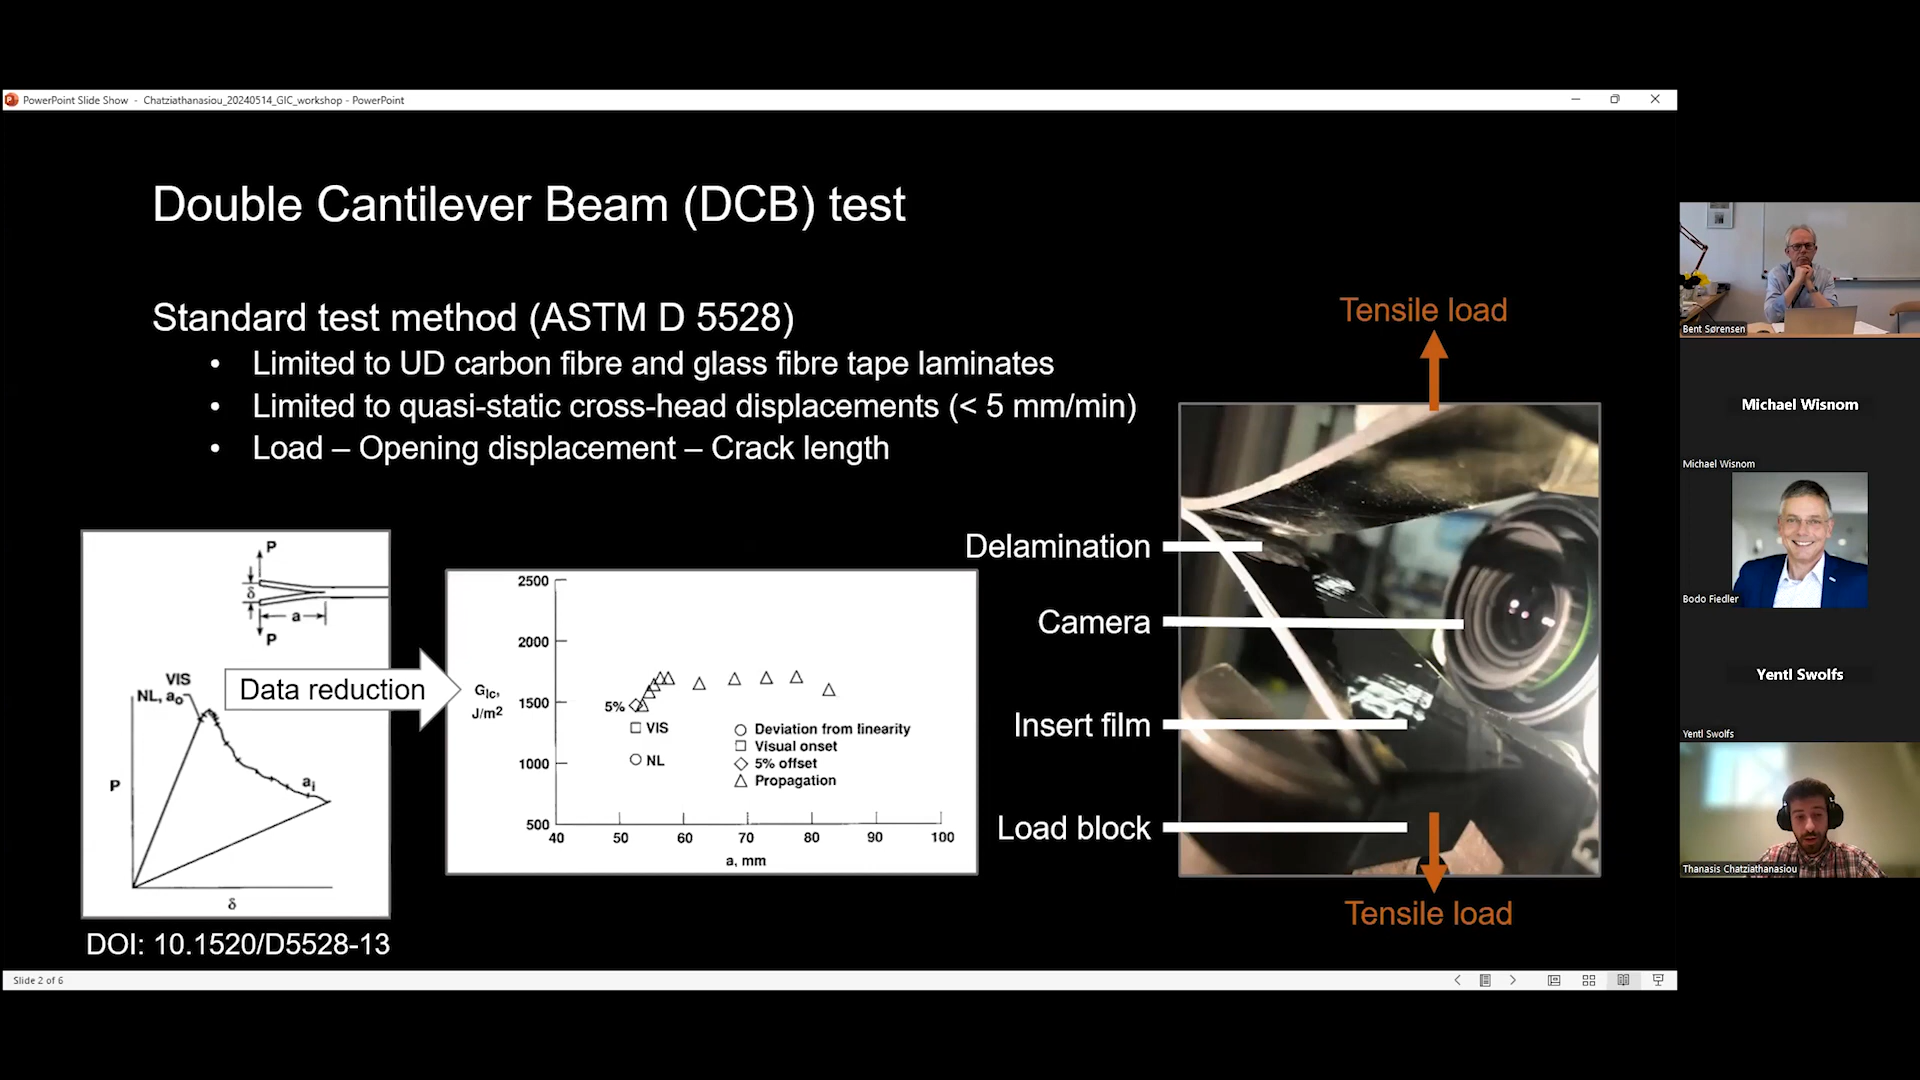 PowerPoint Slide Show - Chatziathanasiou_20240514_GIC_workshop - PowerPoint
Double Cantilever Beam (DCB) test
Standard test method (ASTM D 5528)
• Limited to UD carbon fibre and glass fibre tape laminates
• Limited to quasi-static cross-head displacements (< 5 mm/min)
• Load – Opening displacement – Crack length
P
δ
a
P
VIS
NL, a₀
P
aᵢ
δ
DOI: 10.1520/D5528-13
Data reduction
2500
2000
1500
1000
500
GIc,
J/m²
5%
VIS
NL
Deviation from linearity
Visual onset
5% offset
Propagation
40 50 60 70 80 90 100
a, mm
Tensile load
Delamination
Camera
Insert film
Load block
Tensile load
Slide 2 of 6
Bent Sørensen
Michael Wisnom
Michael Wisnom
Bodo Fiedler
Yentl Swolfs
Yentl Swolfs
Thanasis Chatziathanasiou